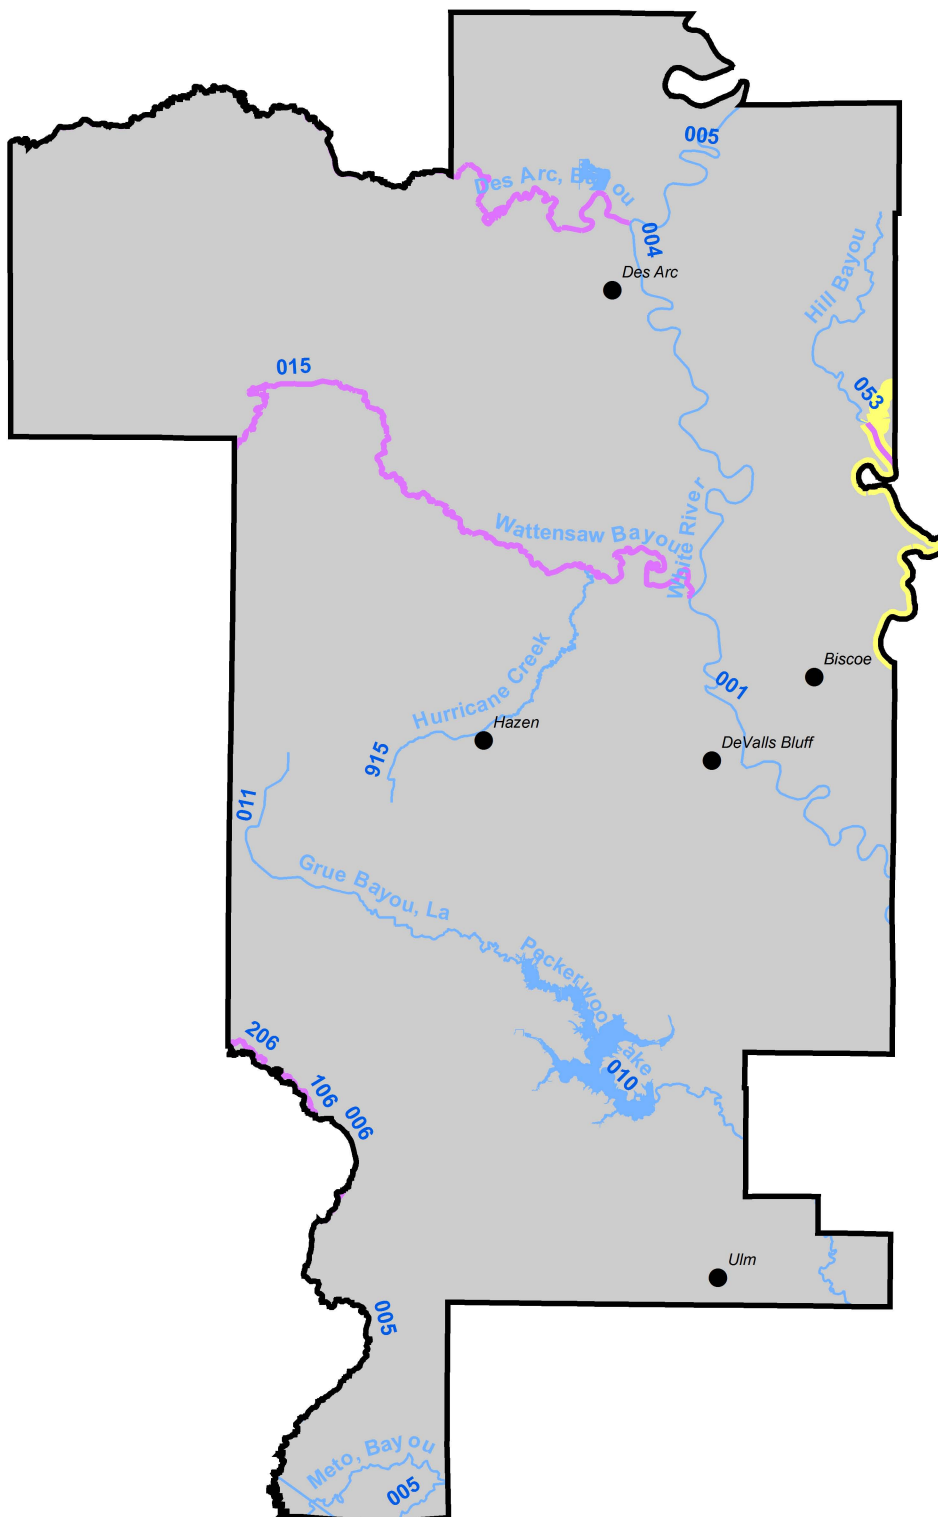 005
Des Arc, Bayou
004
Hill Bayou
Des Arc
015
053
Wattensaw Bayou
White River
Biscoe
001
Hurricane Creek
Hazen
DeValls Bluff
915
011
Grue Bayou, La
Peckerwood Lake
206
010
106
006
Ulm
005
Meto, Bayou
005